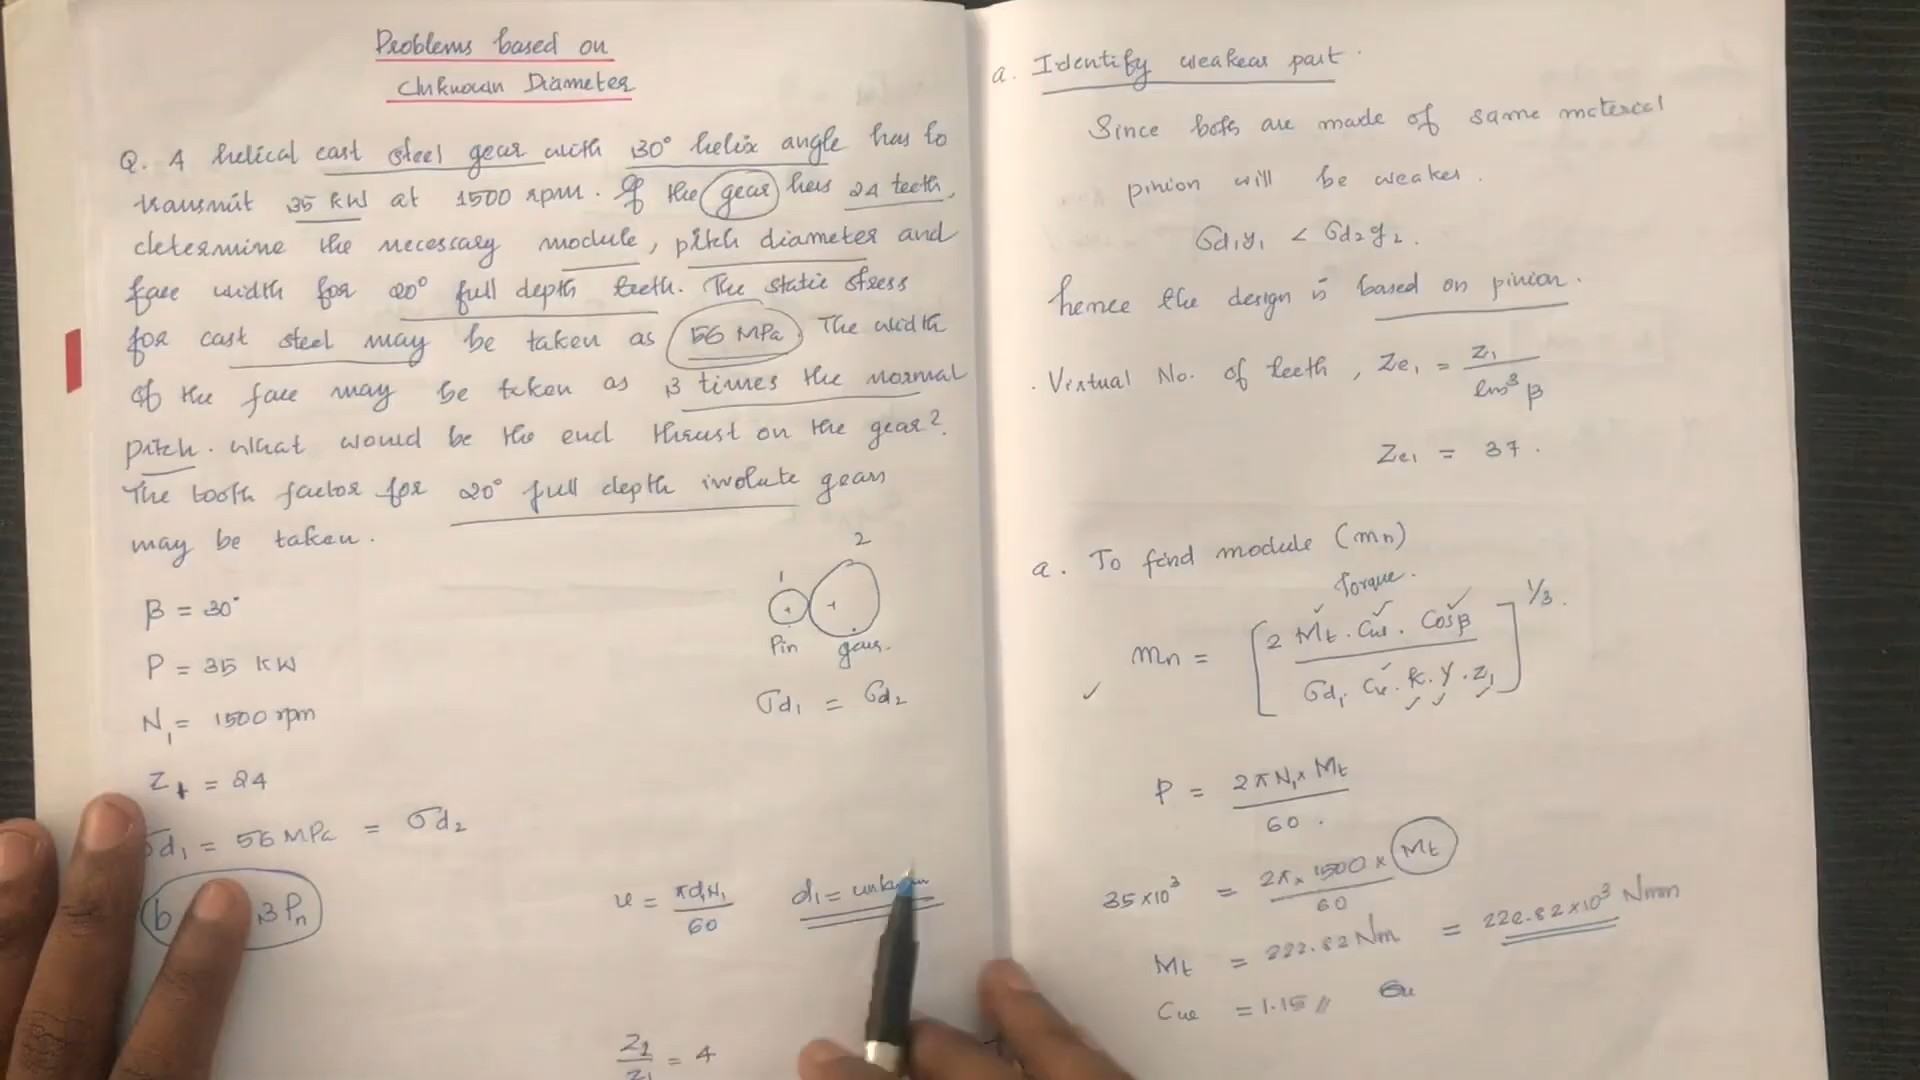 Problems based on
Unknown Diameter
Q. A helical cast steel gear with 30° helix angle has to
transmit 35 kW at 1500 rpm. If the gear has 24 teeth,
determine the necessary module, pitch diameter and
face width for 20° full depth teeth. The static stress
for cast steel may be taken as 56 MPa. The width
of the face may be taken as 3 times the normal
pitch. What would be the end thrust on the gear?
The tooth factor for 20° full depth involute gears
may be taken.
β = 30°
P = 35 kW
N₁ = 1500 rpm
Z₁ = 24
σd₁ = 56 MPa = σd₂
b 3 Pn
1 2
Pin gear.
σd₁ = σd₂
v = πd₁N₁ / 60
d₁ = unknown
Z₂ / Z₁ = 4
a. Identify weaker part.
Since both are made of same material
pinion will be weaker.
σd₁y₁ < σd₂y₂.
hence the design is based on pinion.
Virtual No. of teeth, Ze₁ = Z₁ / cos³ β
Ze₁ = 37.
a. To find module (mn)
Torque.
mn = [2 Mt. Cw. Cosβ / σd₁. Cv. K. Y. Z₁]^1/3.
P = 2πN₁ × Mt / 60.
35×10³ = 2π × 1500 × Mt / 60
Mt = 222.82 Nm = 222.82×10³ Nmm
Cw = 1.15 //